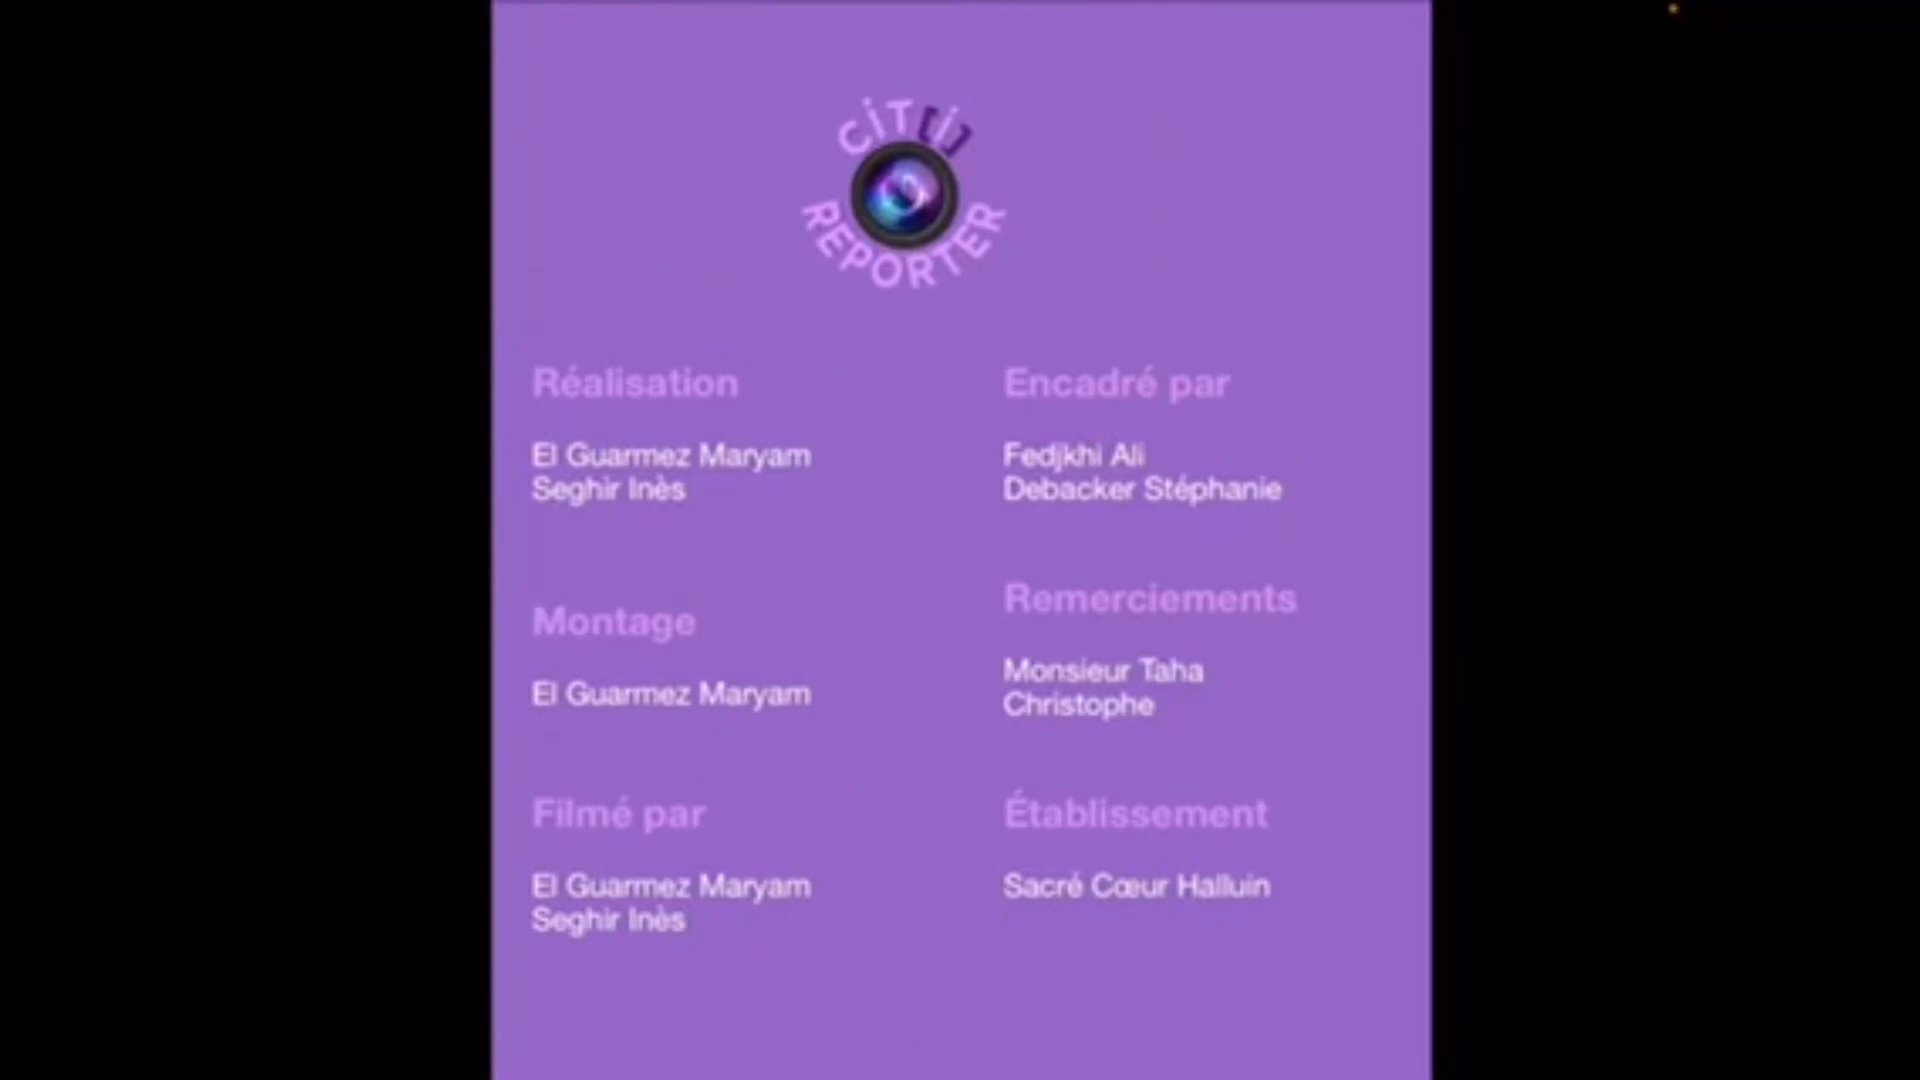 CİT[İ]
REPORTER
Réalisation
El Guarmez Maryam
Seghir Inès
Montage
El Guarmez Maryam
Filmé par
El Guarmez Maryam
Seghir Inès
Encadré par
Fedjkhi Ali
Debacker Stéphanie
Remerciements
Monsieur Taha
Christophe
Établissement
Sacré Cœur Halluin